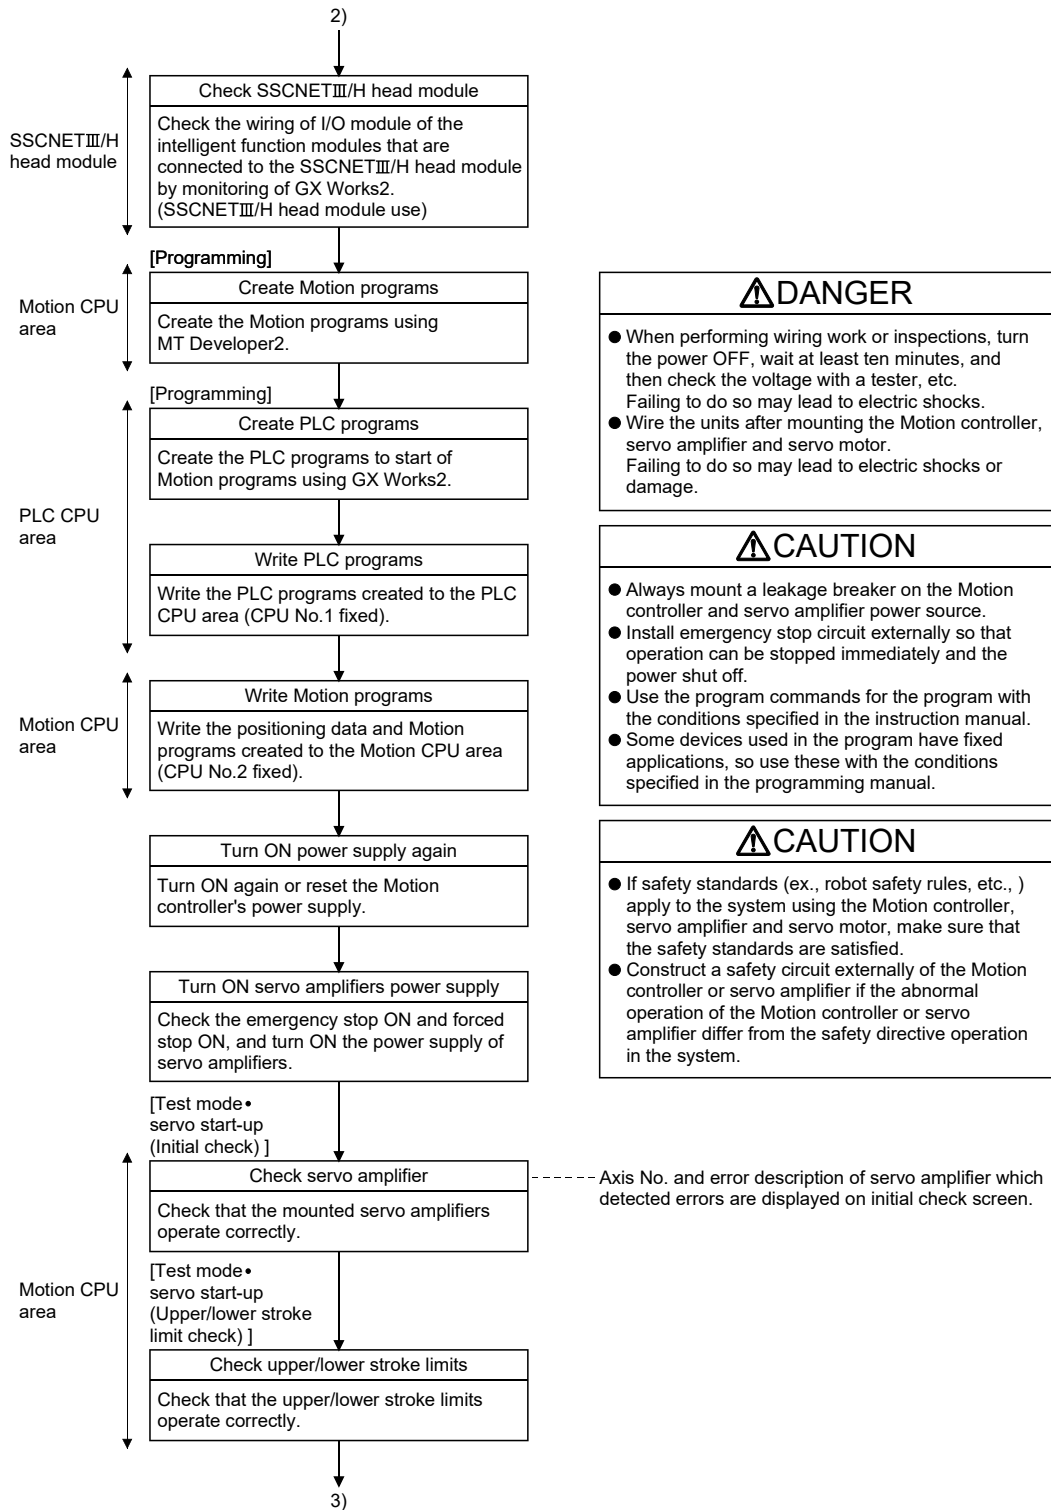 2)
SSCNETⅢ/H
head module
Check SSCNETⅢ/H head module
Check the wiring of I/O module of the
intelligent function modules that are
connected to the SSCNETⅢ/H head module
by monitoring of GX Works2.
(SSCNETⅢ/H head module use)
[Programming]
Motion CPU
area
Create Motion programs
Create the Motion programs using
MT Developer2.
[Programming]
PLC CPU
area
Create PLC programs
Create the PLC programs to start of
Motion programs using GX Works2.
Write PLC programs
Write the PLC programs created to the PLC
CPU area (CPU No.1 fixed).
Motion CPU
area
Write Motion programs
Write the positioning data and Motion
programs created to the Motion CPU area
(CPU No.2 fixed).
Turn ON power supply again
Turn ON again or reset the Motion
controller's power supply.
Turn ON servo amplifiers power supply
Check the emergency stop ON and forced
stop ON, and turn ON the power supply of
servo amplifiers.
[Test mode•
servo start-up
(Initial check) ]
Motion CPU
area
Check servo amplifier
Check that the mounted servo amplifiers
operate correctly.
Axis No. and error description of servo amplifier which
detected errors are displayed on initial check screen.
[Test mode•
servo start-up
(Upper/lower stroke
limit check) ]
Check upper/lower stroke limits
Check that the upper/lower stroke limits
operate correctly.
3)
DANGER
● When performing wiring work or inspections, turn
the power OFF, wait at least ten minutes, and
then check the voltage with a tester, etc.
Failing to do so may lead to electric shocks.
● Wire the units after mounting the Motion controller,
servo amplifier and servo motor.
Failing to do so may lead to electric shocks or
damage.
CAUTION
● Always mount a leakage breaker on the Motion
controller and servo amplifier power source.
● Install emergency stop circuit externally so that
operation can be stopped immediately and the
power shut off.
● Use the program commands for the program with
the conditions specified in the instruction manual.
● Some devices used in the program have fixed
applications, so use these with the conditions
specified in the programming manual.
CAUTION
● If safety standards (ex., robot safety rules, etc., )
apply to the system using the Motion controller,
servo amplifier and servo motor, make sure that
the safety standards are satisfied.
● Construct a safety circuit externally of the Motion
controller or servo amplifier if the abnormal
operation of the Motion controller or servo
amplifier differ from the safety directive operation
in the system.